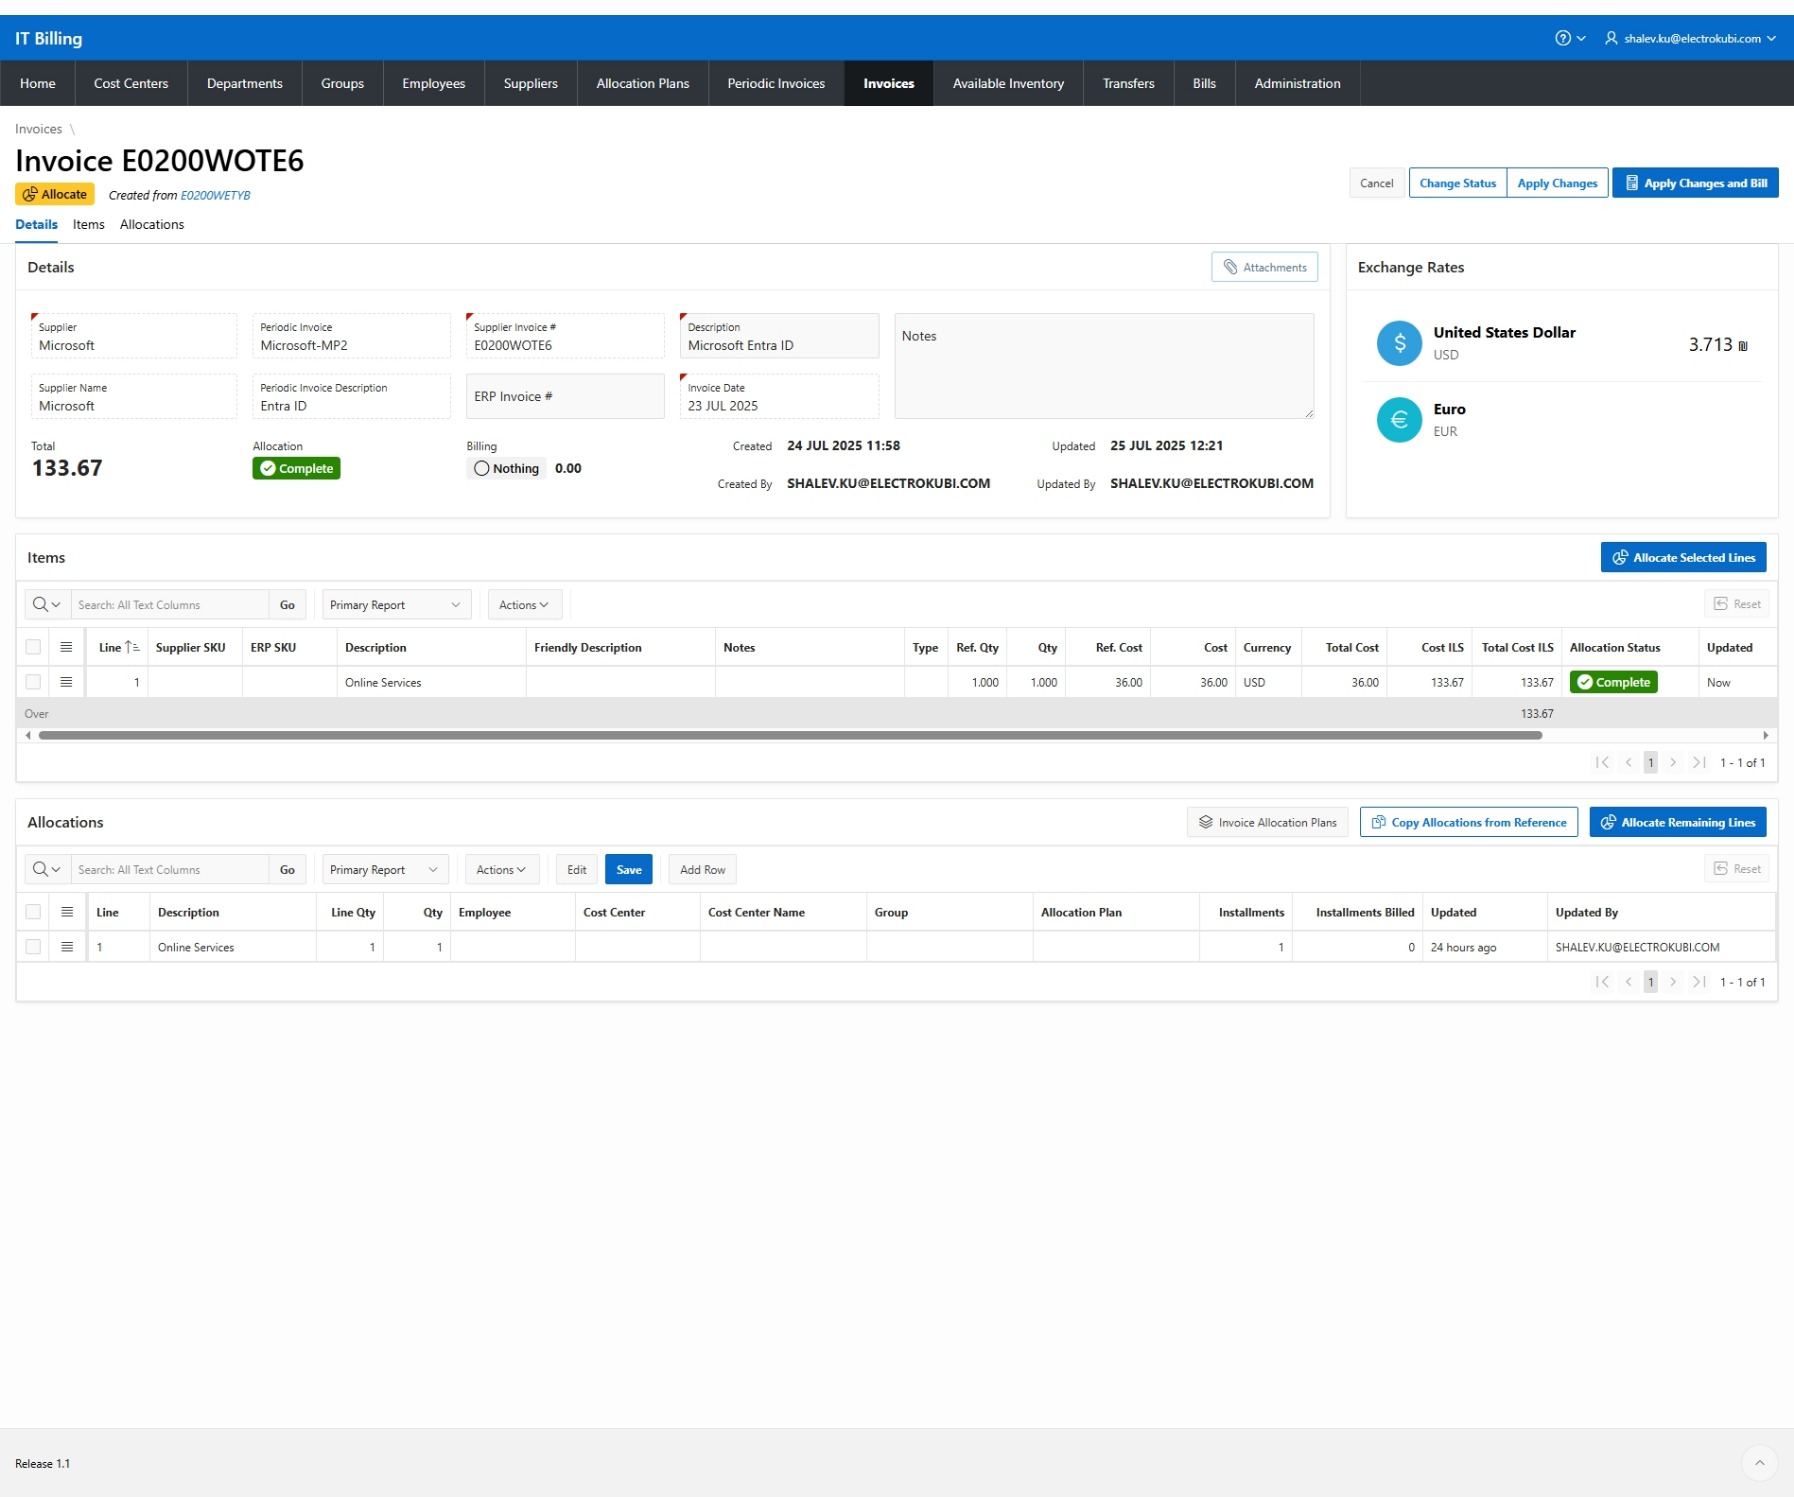 IT Billing
shalev.ku@electrokubi.com
Home Cost Centers Departments Groups Employees Suppliers Allocation Plans Periodic Invoices Invoices Available Inventory Transfers Bills Administration
Invoices \
Invoice E0200WOTE6
Allocate Created from E0200WETYB
Cancel Change Status Apply Changes Apply Changes and Bill
Details Items Allocations
Details Attachments
Supplier
Microsoft
Periodic Invoice
Microsoft-MP2
Supplier Invoice #
E0200WOTE6
Description
Microsoft Entra ID
Notes
Supplier Name
Microsoft
Periodic Invoice Description
Entra ID
ERP Invoice #
Invoice Date
23 JUL 2025
Total
133.67
Allocation
Complete
Billing
Nothing 0.00
Created 24 JUL 2025 11:58
Updated 25 JUL 2025 12:21
Created By SHALEV.KU@ELECTROKUBI.COM
Updated By SHALEV.KU@ELECTROKUBI.COM
Exchange Rates
$ United States Dollar
USD
3.713 ₪
€ Euro
EUR
Items Allocate Selected Lines
Search: All Text Columns Go Primary Report Actions Reset
Line Supplier SKU ERP SKU Description Friendly Description Notes Type Ref. Qty Qty Ref. Cost Cost Currency Total Cost Cost ILS Total Cost ILS Allocation Status Updated
1 Online Services 1.000 1.000 36.00 36.00 USD 36.00 133.67 133.67 Complete Now
Over 133.67
1 1 - 1 of 1
Allocations Invoice Allocation Plans Copy Allocations from Reference Allocate Remaining Lines
Search: All Text Columns Go Primary Report Actions Edit Save Add Row Reset
Line Description Line Qty Qty Employee Cost Center Cost Center Name Group Allocation Plan Installments Installments Billed Updated Updated By
1 Online Services 1 1 1 0 24 hours ago SHALEV.KU@ELECTROKUBI.COM
1 1 - 1 of 1
Release 1.1